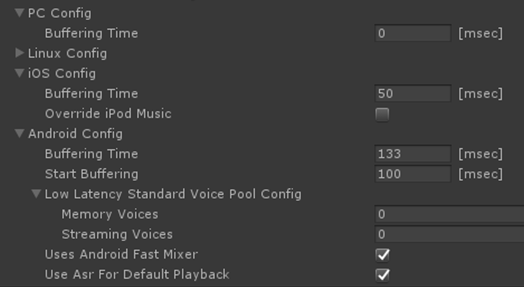 PC Config
Buffering Time 0 [msec]
Linux Config
iOS Config
Buffering Time 50 [msec]
Override iPod Music
Android Config
Buffering Time 133 [msec]
Start Buffering 100 [msec]
Low Latency Standard Voice Pool Config
Memory Voices 0
Streaming Voices 0
Uses Android Fast Mixer
Use Asr For Default Playback